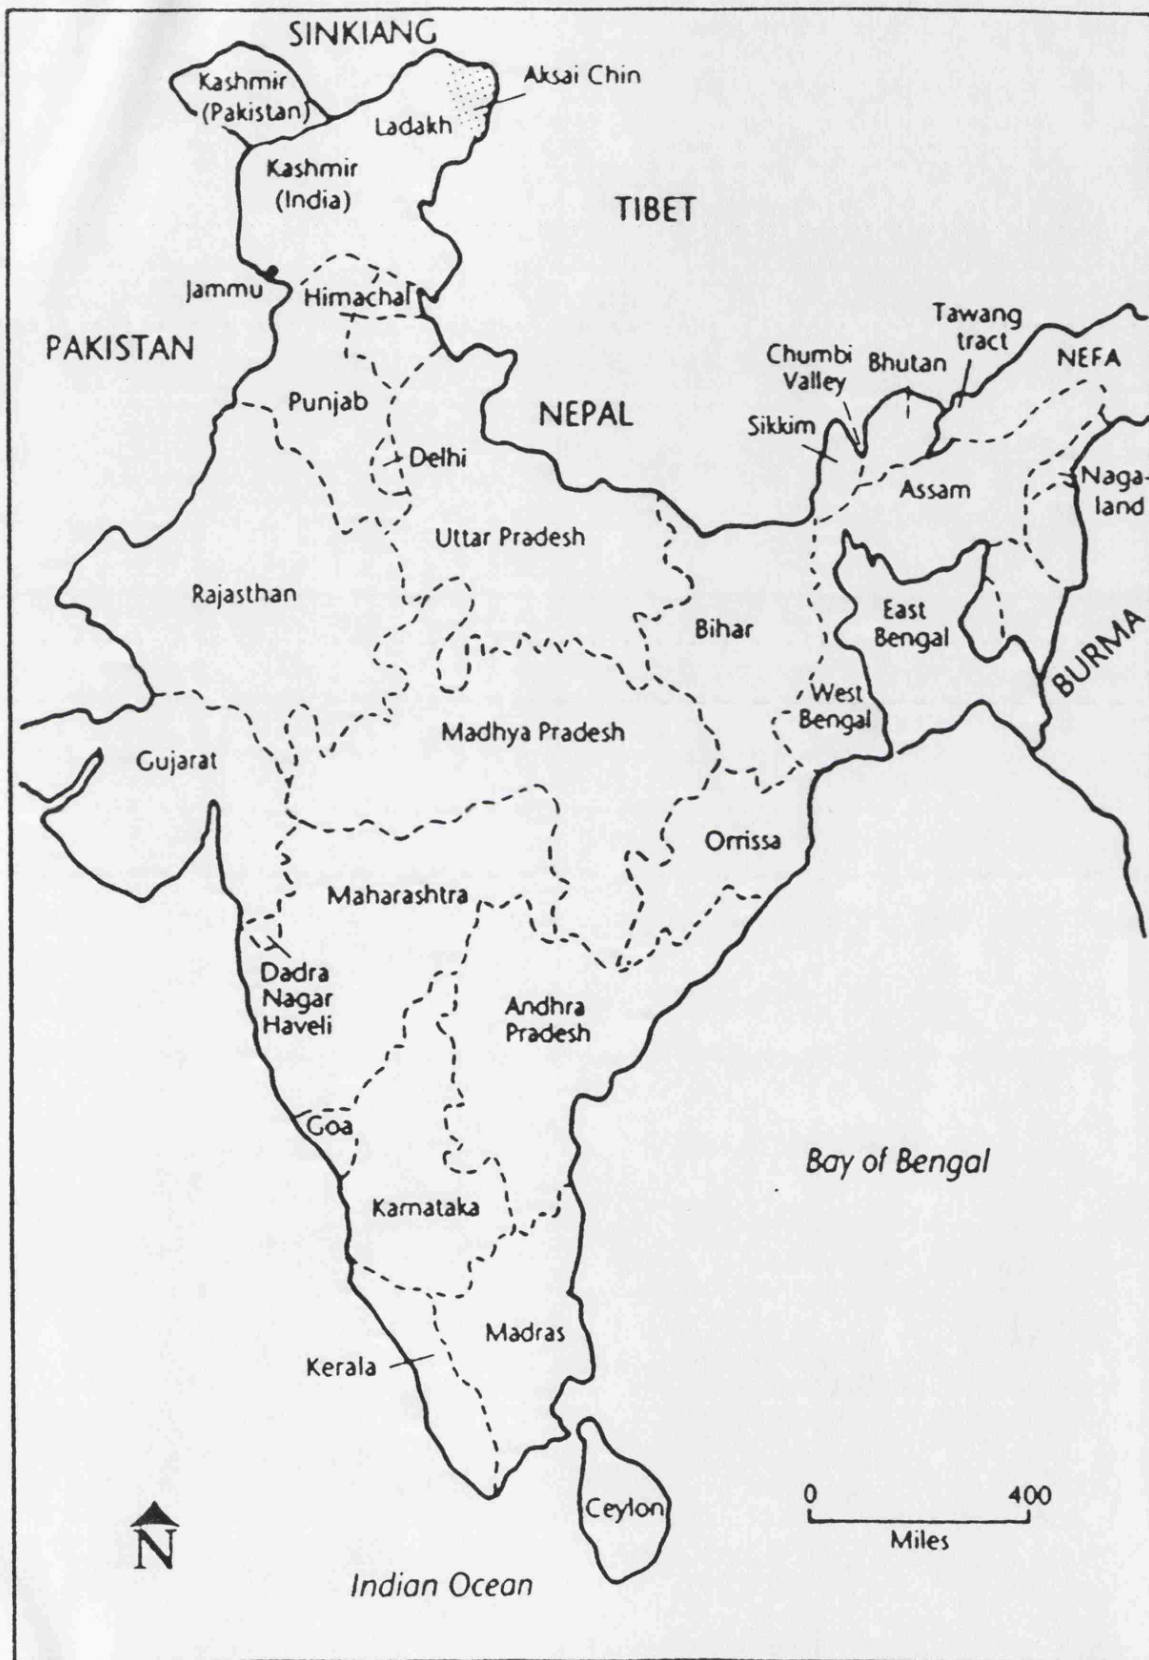 SINKIANG
Kashmir
(Pakistan)
Aksai Chin
Ladakh
Kashmir
(India)
TIBET
Jammu
Himachal
PAKISTAN
Tawang
tract
Chumbi
Valley
Bhutan
NEFA
Punjab
NEPAL
Sikkim
Delhi
Assam
Naga-
land
Uttar Pradesh
Rajasthan
Bihar
East
Bengal
BURMA
West
Bengal
Madhya Pradesh
Gujarat
Orrissa
Maharashtra
Dadra
Nagar
Haveli
Andhra
Pradesh
Goa
Bay of Bengal
Karnataka
Madras
Kerala
Ceylon
0 400
Miles
N
Indian Ocean